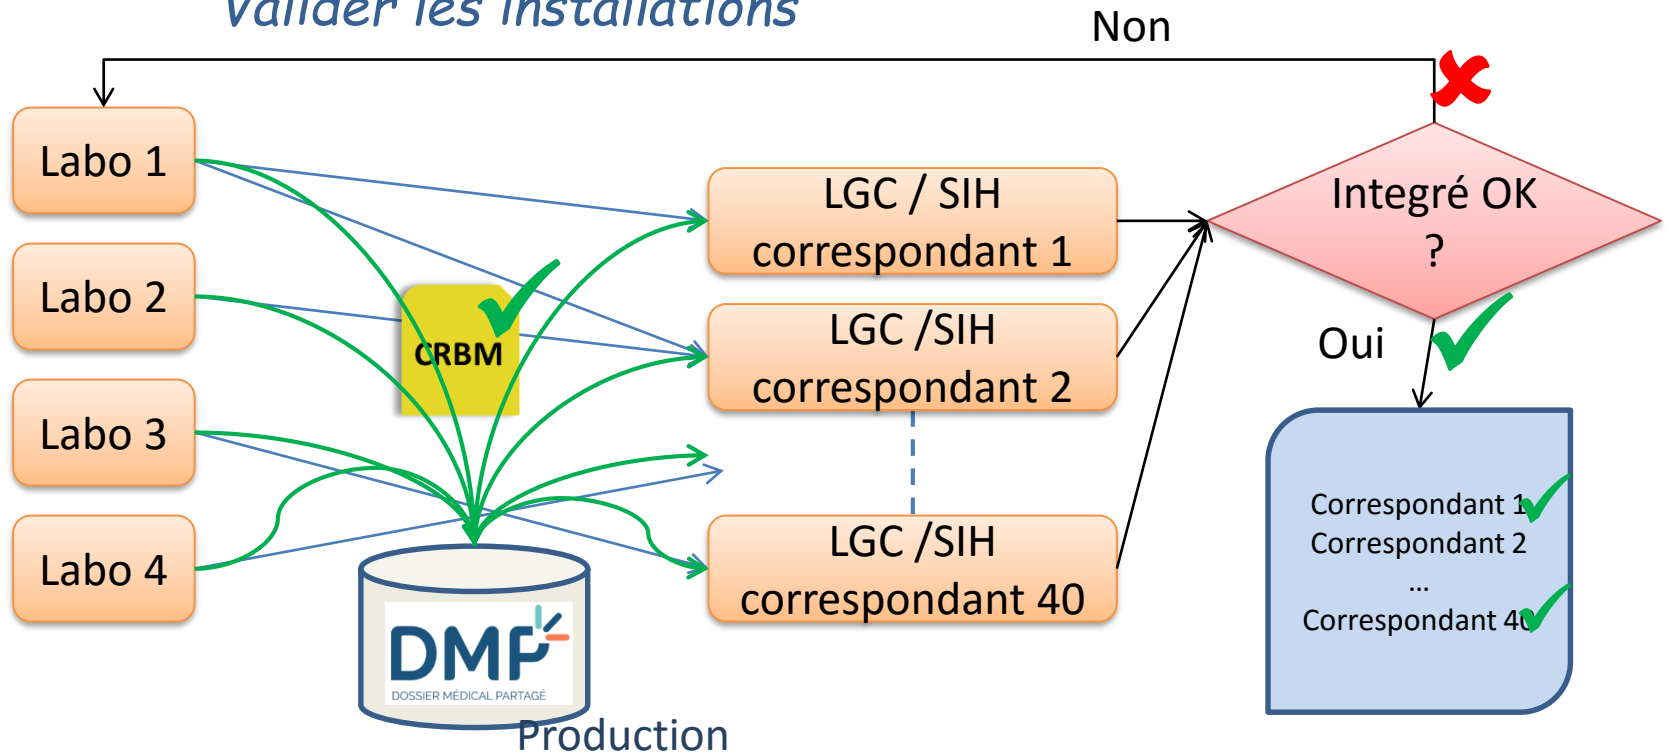 Valider les installations
Non
Labo 1
Labo 2
Labo 3
Labo 4
CRBM
DMP
DOSSIER MÉDICAL PARTAGÉ
Production
LGC / SIH
correspondant 1
LGC /SIH
correspondant 2
LGC /SIH
correspondant 40
Integré OK
?
Oui
Correspondant 1
Correspondant 2
...
Correspondant 40